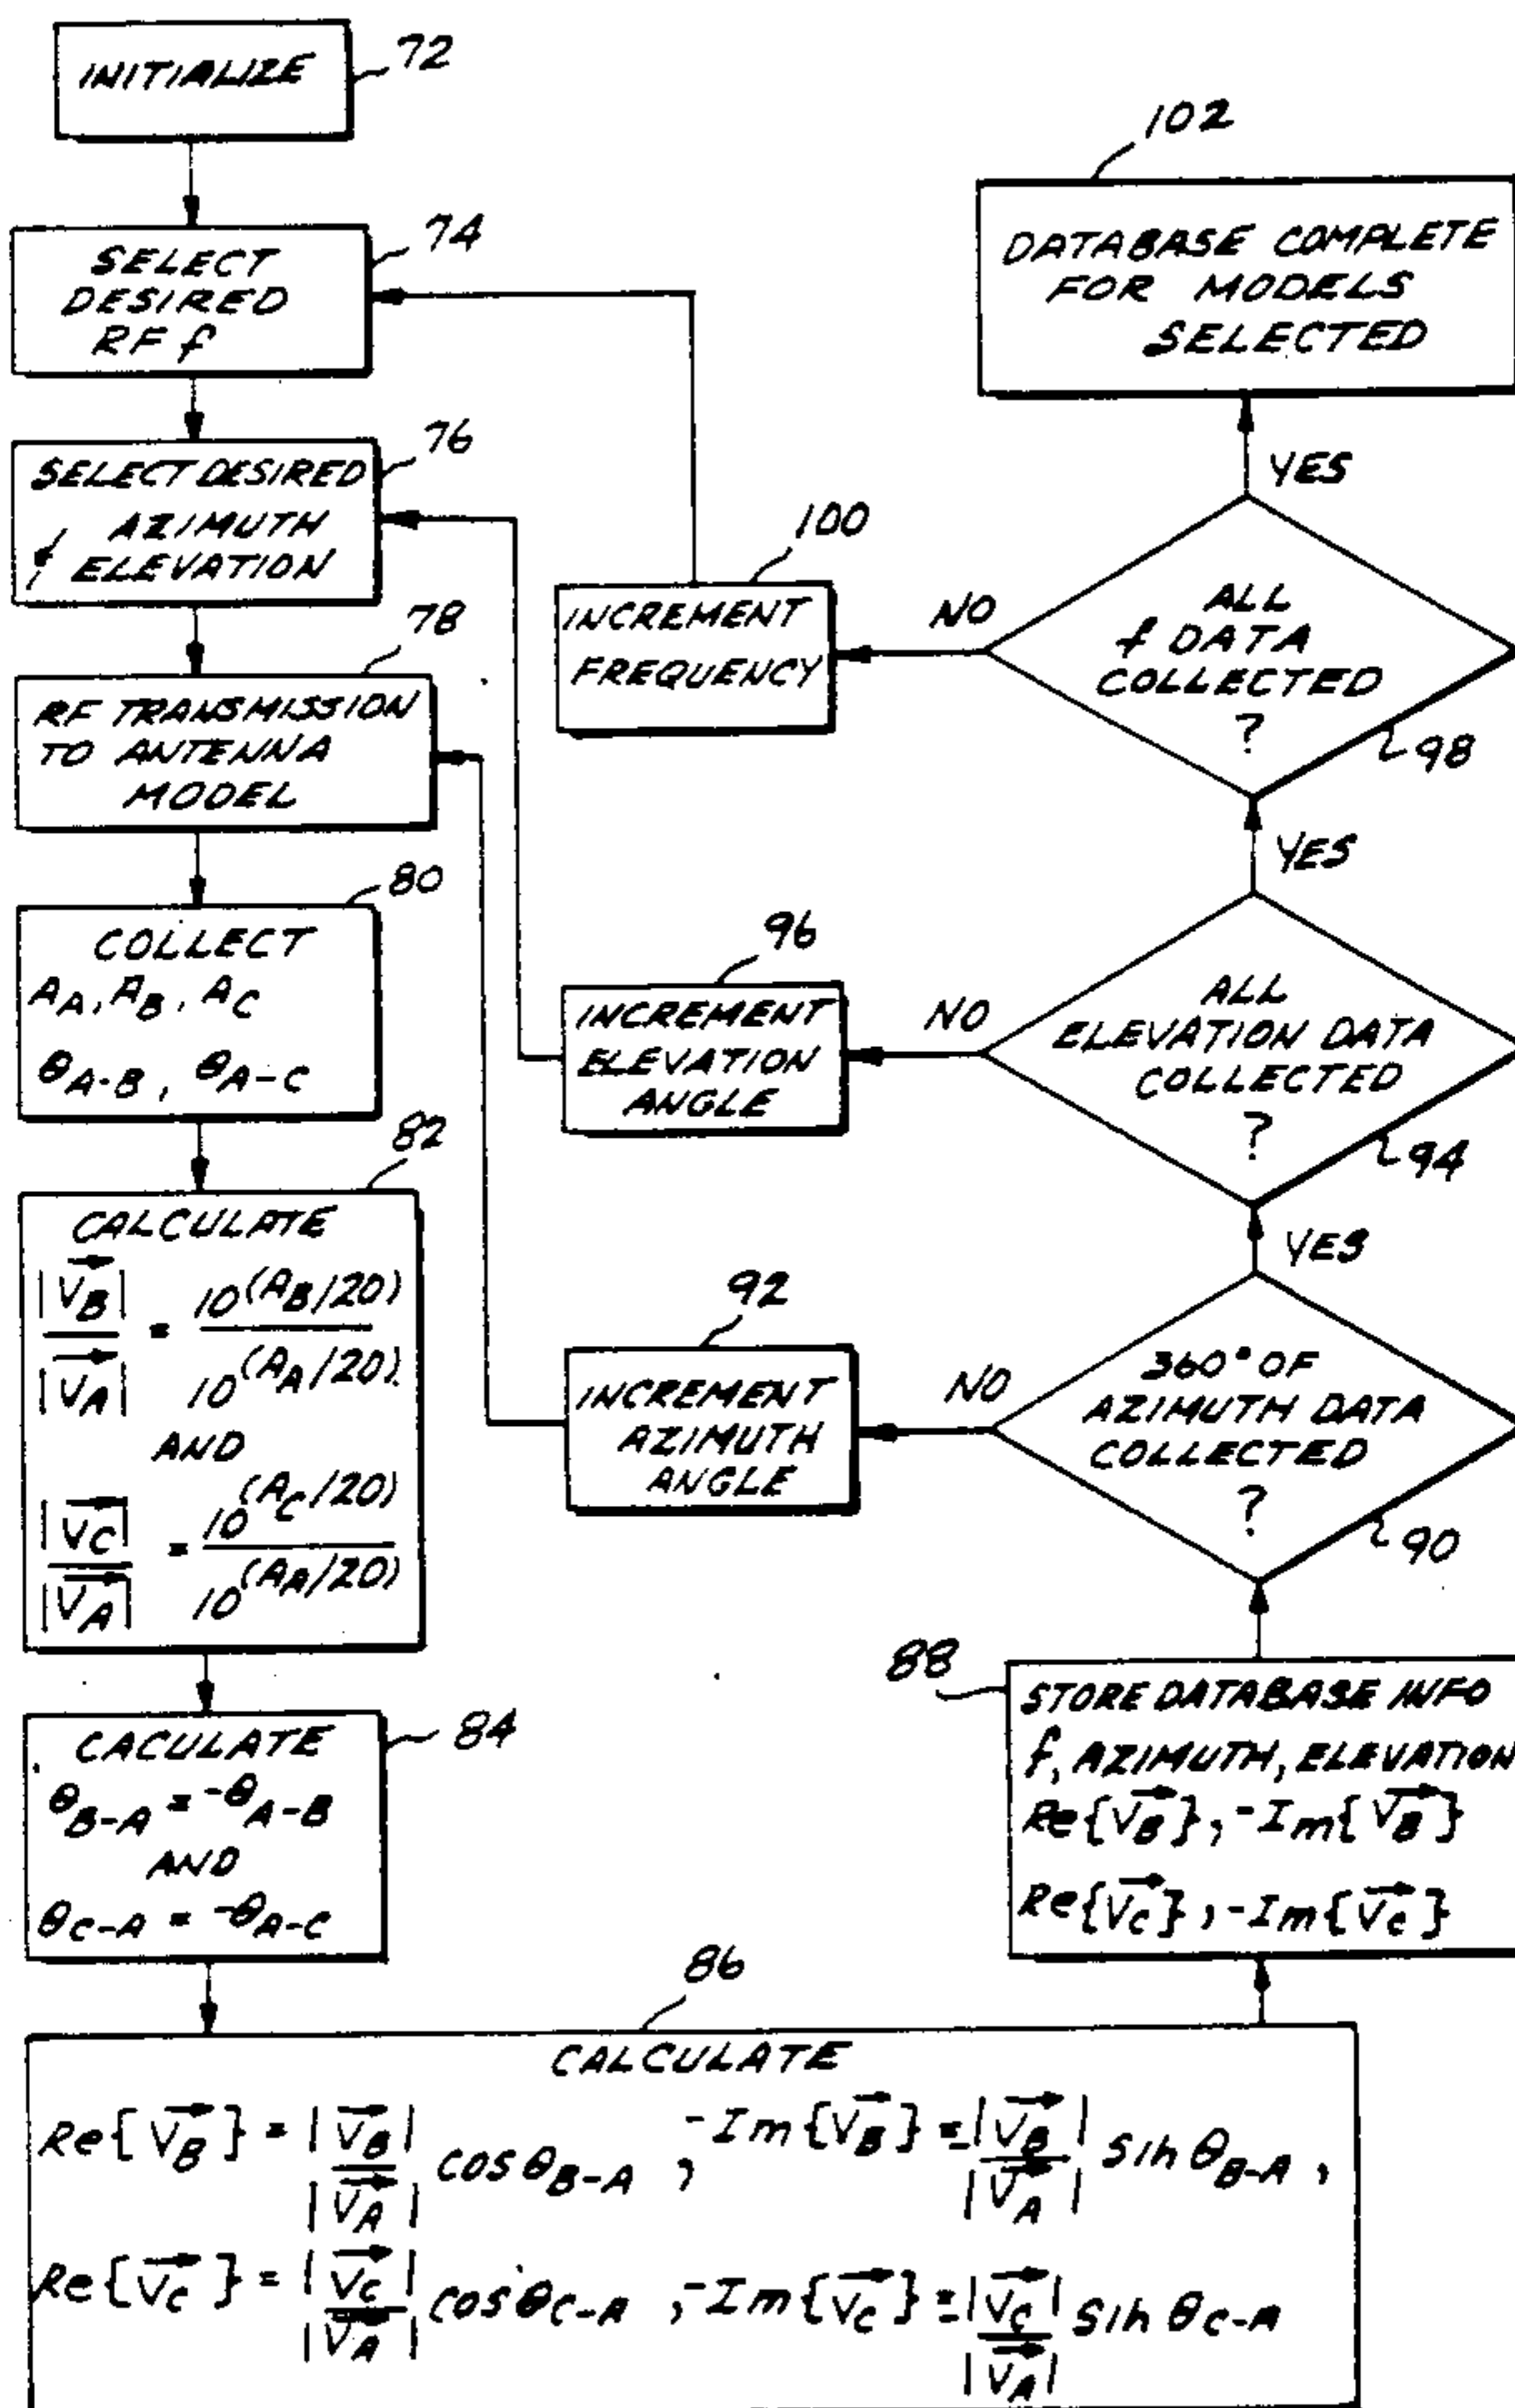 INITIALIZE
72
SELECT
DESIRED
RF f
74
SELECT DESIRED
AZIMUTH
& ELEVATION
76
RF TRANSMISSION
TO ANTENNA
MODEL
78
COLLECT
A_A, A_B, A_C
θ_A-B, θ_A-C
80
CALCULATE
|V_B|/|V_A| = 10^(A_B/20)/10^(A_A/20)
AND
|V_C|/|V_A| = 10^(A_C/20)/10^(A_A/20)
82
CACULATE
θ_B-A = -θ_A-B
AND
θ_C-A = -θ_A-C
84
CALCULATE
Re{V_B} = |V_B|/|V_A| cos θ_B-A , -Im{V_B} = -|V_B|/|V_A| sin θ_B-A ,
Re{V_C} = |V_C|/|V_A| cos θ_C-A , -Im{V_C} = -|V_C|/|V_A| sin θ_C-A
86
88
STORE DATABASE INFO
f, AZIMUTH, ELEVATION
Re{V_B}, -Im{V_B}
Re{V_C}, -Im{V_C}
360° OF
AZIMUTH DATA
COLLECTED
?
90
NO
YES
INCREMENT
AZIMUTH
ANGLE
92
ALL
ELEVATION DATA
COLLECTED
?
94
NO
YES
INCREMENT
ELEVATION
ANGLE
96
ALL
f DATA
COLLECTED
?
98
NO
YES
INCREMENT
FREQUENCY
100
DATABASE COMPLETE
FOR MODELS
SELECTED
102